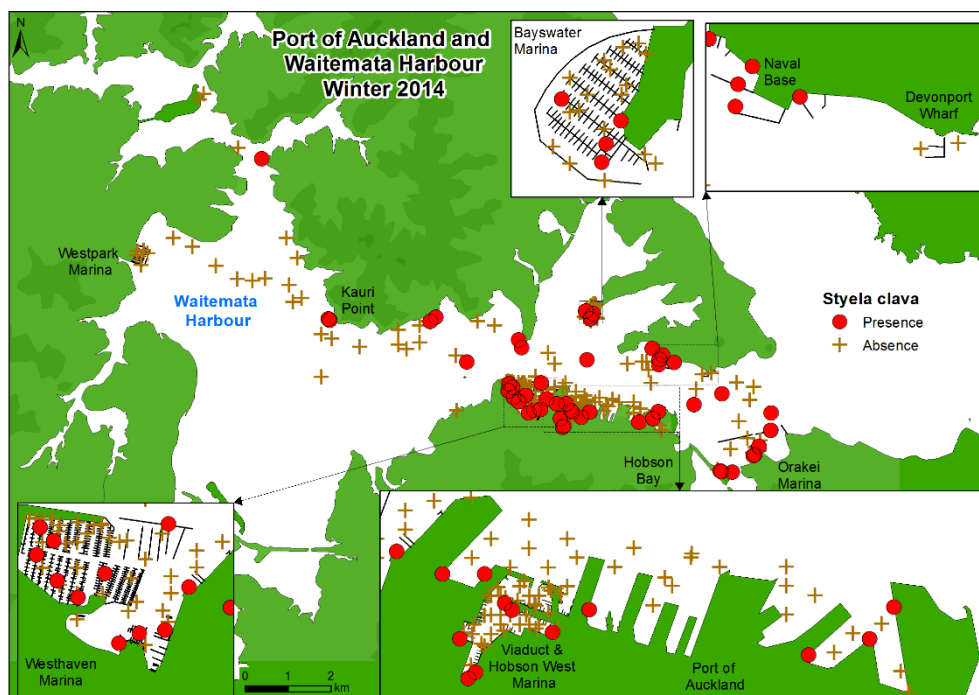 N
Port of Auckland and
Waitemata Harbour
Winter 2014
Bayswater
Marina
Naval
Base
Devonport
Wharf
Westpark
Marina
Waitemata
Harbour
Kauri
Point
Styela clava
Presence
Absence
Hobson
Bay
Orakei
Marina
Westhaven
Marina
0 1 2
km
Viaduct &
Hobson West
Marina
Port of
Auckland